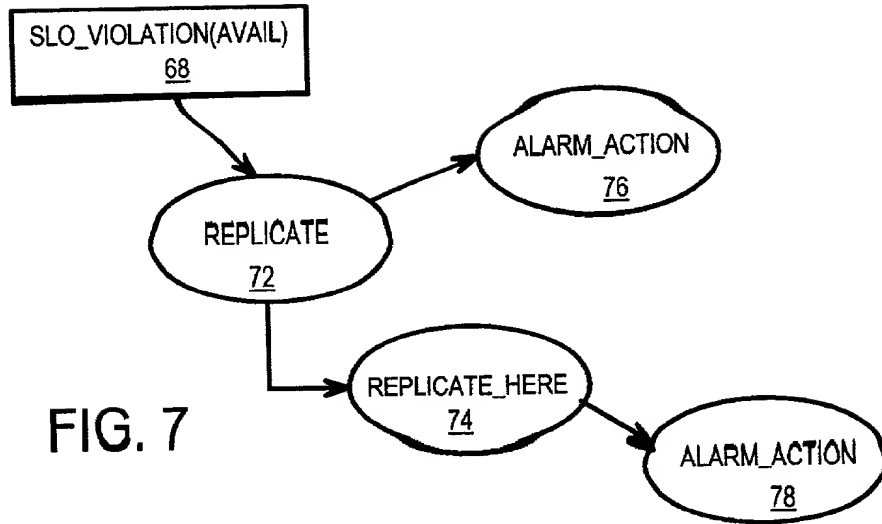 SLO_VIOLATION(AVAIL)
68
ALARM_ACTION
76
REPLICATE
72
REPLICATE_HERE
74
FIG. 7
ALARM_ACTION
78